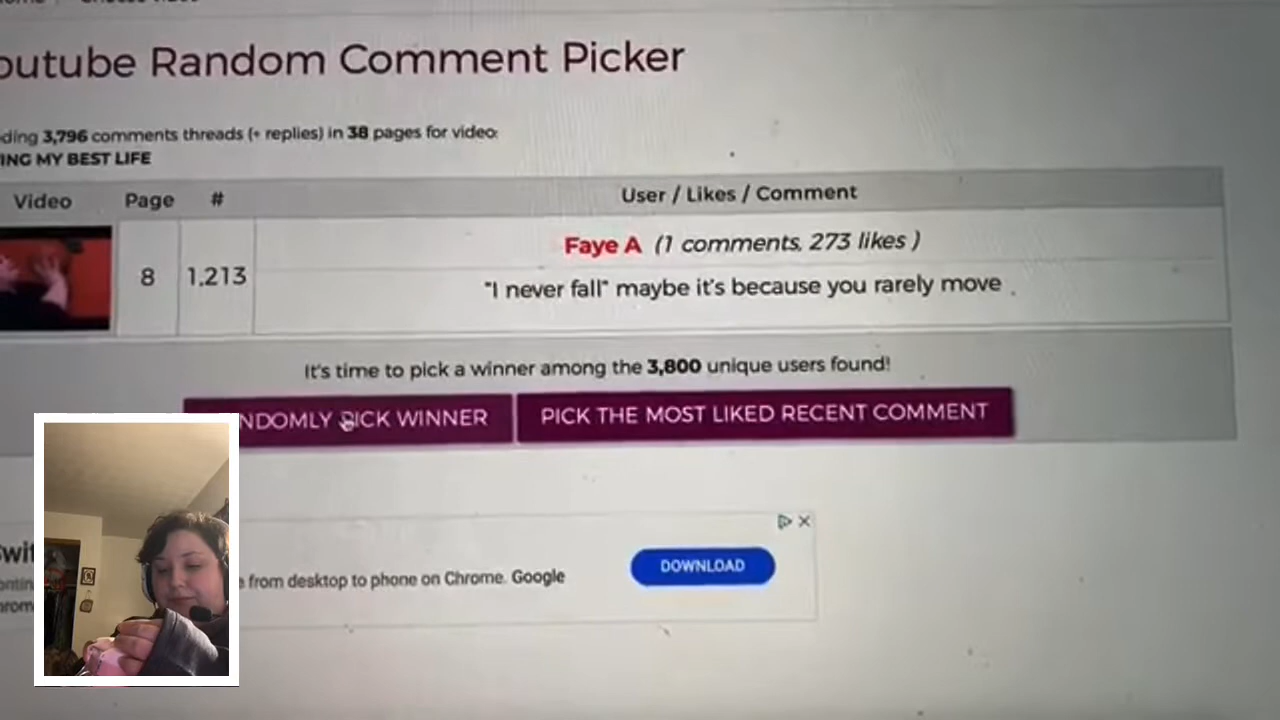 outube Random Comment Picker
ding 3,796 comments threads (+ replies) in 38 pages for video:
ING MY BEST LIFE
Video Page # User / Likes / Comment
Faye A (1 comments, 273 likes )
8 1.213
"I never fall" maybe it's because you rarely move
It's time to pick a winner among the 3,800 unique users found!
NDOMLY PICK WINNER PICK THE MOST LIKED RECENT COMMENT
from desktop to phone on Chrome. Google
DOWNLOAD